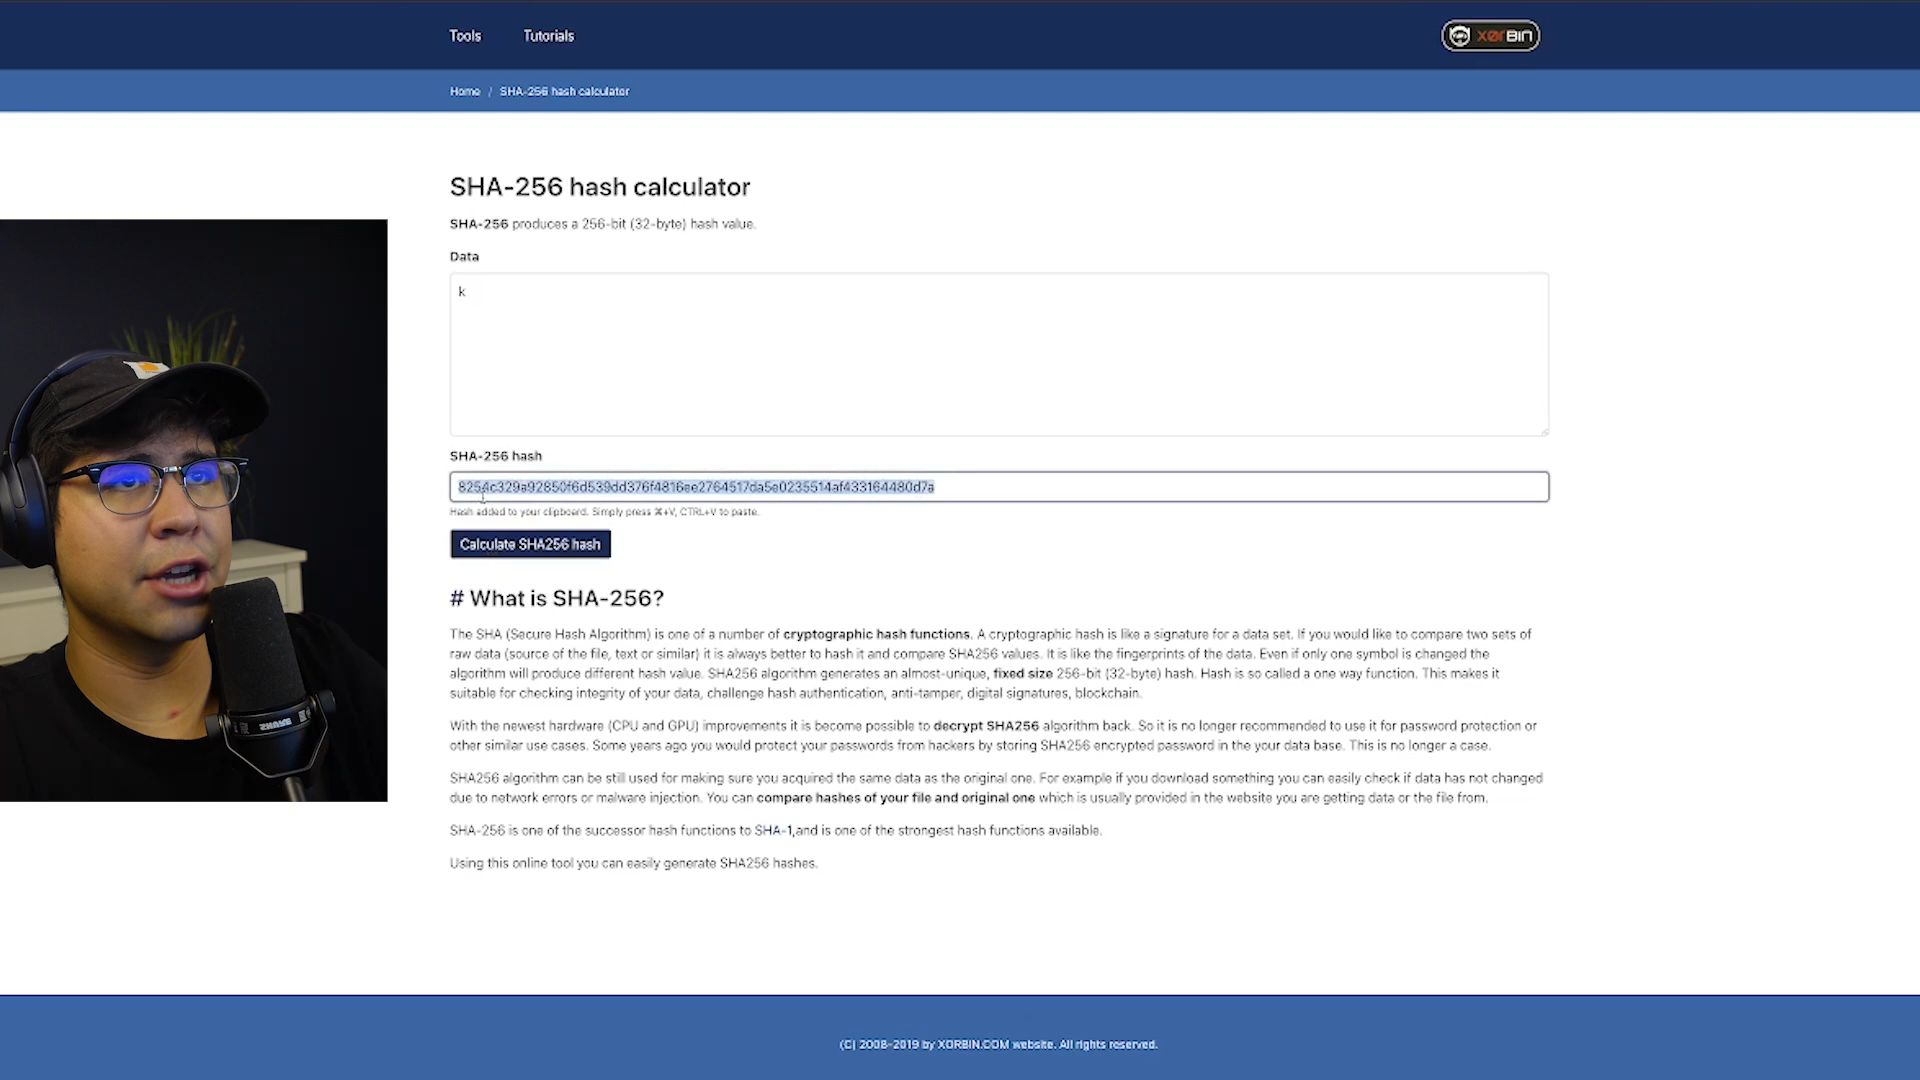 Tools Tutorials xørBin
Home / SHA-256 hash calculator
SHA-256 hash calculator
SHA-256 produces a 256-bit (32-byte) hash value.
Data
k
SHA-256 hash
8254c329a92850f6d539dd376f4816ee2764517da5e0235514af433164480d7a
Hash added to your clipboard. Simply press ⌘+V, CTRL+V to paste.
Calculate SHA256 hash
# What is SHA-256?
The SHA (Secure Hash Algorithm) is one of a number of cryptographic hash functions. A cryptographic hash is like a signature for a data set. If you would like to compare two sets of
raw data (source of the file, text or similar) it is always better to hash it and compare SHA256 values. It is like the fingerprints of the data. Even if only one symbol is changed the
algorithm will produce different hash value. SHA256 algorithm generates an almost-unique, fixed size 256-bit (32-byte) hash. Hash is so called a one way function. This makes it
suitable for checking integrity of your data, challenge hash authentication, anti-tamper, digital signatures, blockchain.
With the newest hardware (CPU and GPU) improvements it is become possible to decrypt SHA256 algorithm back. So it is no longer recommended to use it for password protection or
other similar use cases. Some years ago you would protect your passwords from hackers by storing SHA256 encrypted password in the your data base. This is no longer a case.
SHA256 algorithm can be still used for making sure you acquired the same data as the original one. For example if you download something you can easily check if data has not changed
due to network errors or malware injection. You can compare hashes of your file and original one which is usually provided in the website you are getting data or the file from.
SHA-256 is one of the successor hash functions to SHA-1,and is one of the strongest hash functions available.
Using this online tool you can easily generate SHA256 hashes.
(C) 2008-2019 by XORBIN.COM website. All rights reserved.